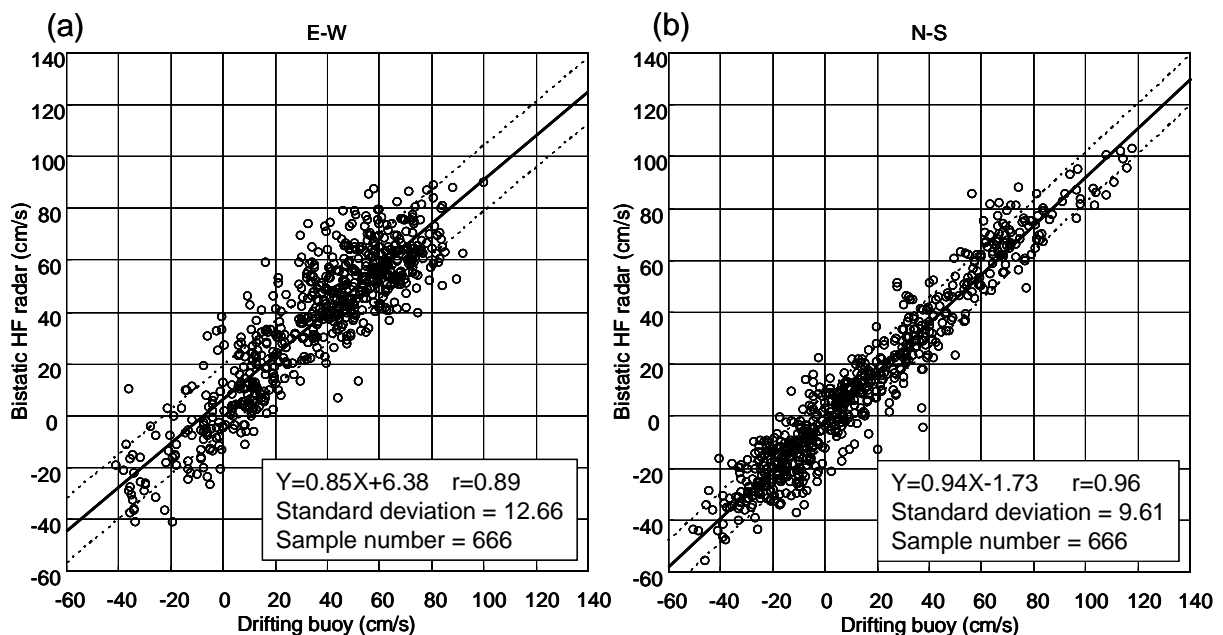 (a)
E-W
140
120
100
80
60
40
20
0
-20
-40
-60
Bistatic HF radar (cm/s)
Y=0.85X+6.38 r=0.89
Standard deviation = 12.66
Sample number = 666
-60 -40 -20 0 20 40 60 80 100 120 140
Drifting buoy (cm/s)
(b)
N-S
140
120
100
80
60
40
20
0
-20
-40
-60
Bistatic HF radar (cm/s)
Y=0.94X-1.73 r=0.96
Standard deviation = 9.61
Sample number = 666
-60 -40 -20 0 20 40 60 80 100 120 140
Drifting buoy (cm/s)